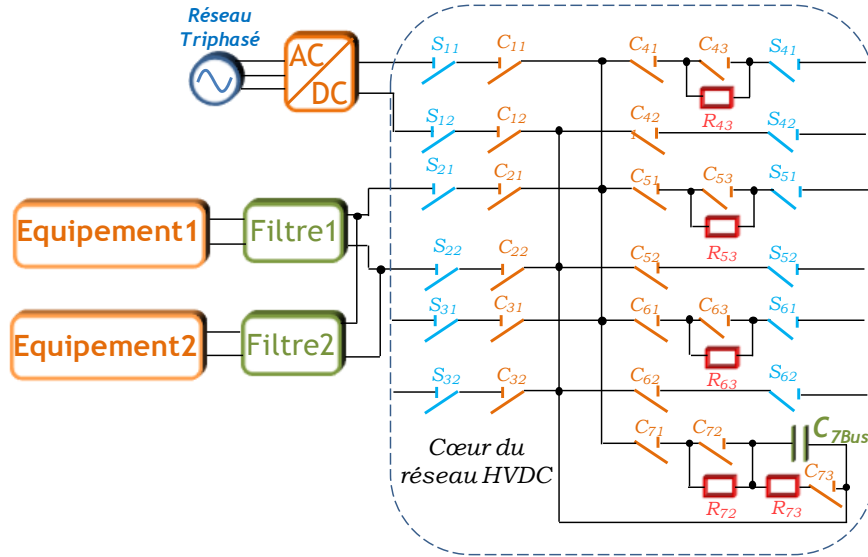 Réseau
Triphasé
AC
DC
S11 C11 C41 C43 S41
R43
S12 C12 C42 S42
S21 C21 C51 C53 S51
R53
Equipement1 Filtre1
S22 C22 C52 S52
S31 C31 C61 C63 S61
Equipement2 Filtre2
R63
S32 C32 C62 S62
C71 C72 C7Bus
Cœur du
réseau HVDC
C73
R72 R73